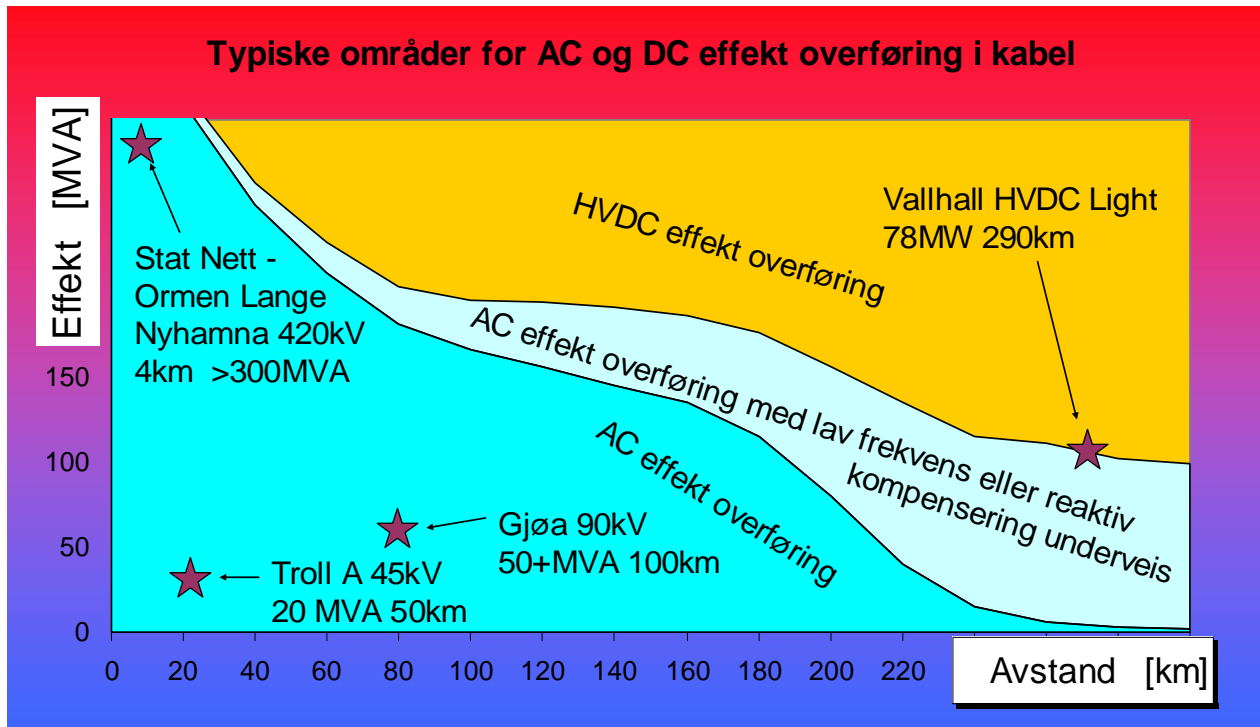 Typiske områder for AC og DC effekt overføring i kabel
Effekt [MVA]
HVDC effekt overføring
Vallhall HVDC Light
78MW 290km
Stat Nett -
Ormen Lange
Nyhamna 420kV
4km >300MVA
AC effekt overføring med lav frekvens eller reaktiv
kompensering underveis
AC effekt overføring
Gjøa 90kV
50+MVA 100km
Troll A 45kV
20 MVA 50km
150
100
50
0
0 20 40 60 80 100 120 140 160 180 200 220
Avstand [km]